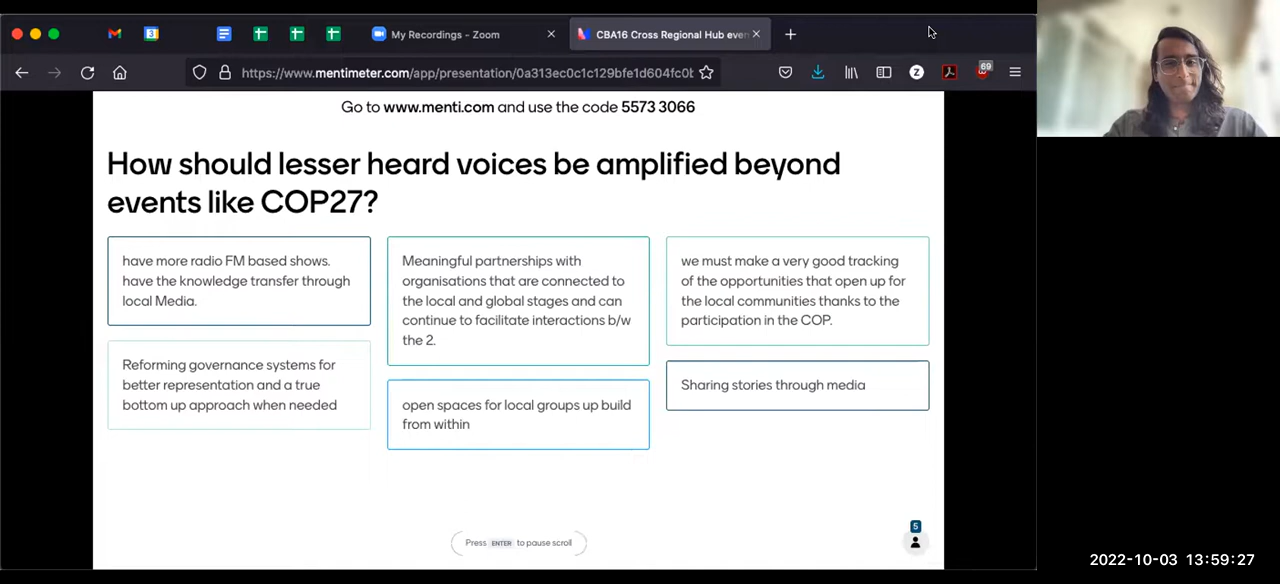 3
My Recordings - Zoom
CBA16 Cross Regional Hub even
https://www.mentimeter.com/app/presentation/0a313ec0c1c129bfe1d604fc0b
Z
69
Go to www.menti.com and use the code 5573 3066
How should lesser heard voices be amplified beyond
events like COP27?
have more radio FM based shows.
have the knowledge transfer through
local Media.
Reforming governance systems for
better representation and a true
bottom up approach when needed
Meaningful partnerships with
organisations that are connected to
the local and global stages and can
continue to facilitate interactions b/w
the 2.
open spaces for local groups up build
from within
we must make a very good tracking
of the opportunities that open up for
the local communities thanks to the
participation in the COP.
Sharing stories through media
Press ENTER to pause scroll
5
2022-10-03 13:59:27